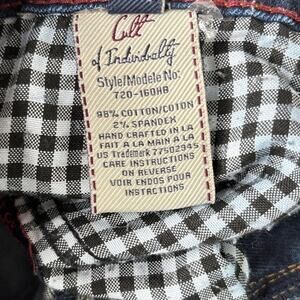 Cult
of Individuality
Style/Modele No:
720-160HB
98% COTTON/COTON
2% SPANDEX
HAND CRAFTED IN LA
FAIT A LA MAIN A LA
US Trademark 77502945
CARE INSTRUCTIONS
ON REVERSE
VOIR ENDOS POUR
INSTRUCTIONS